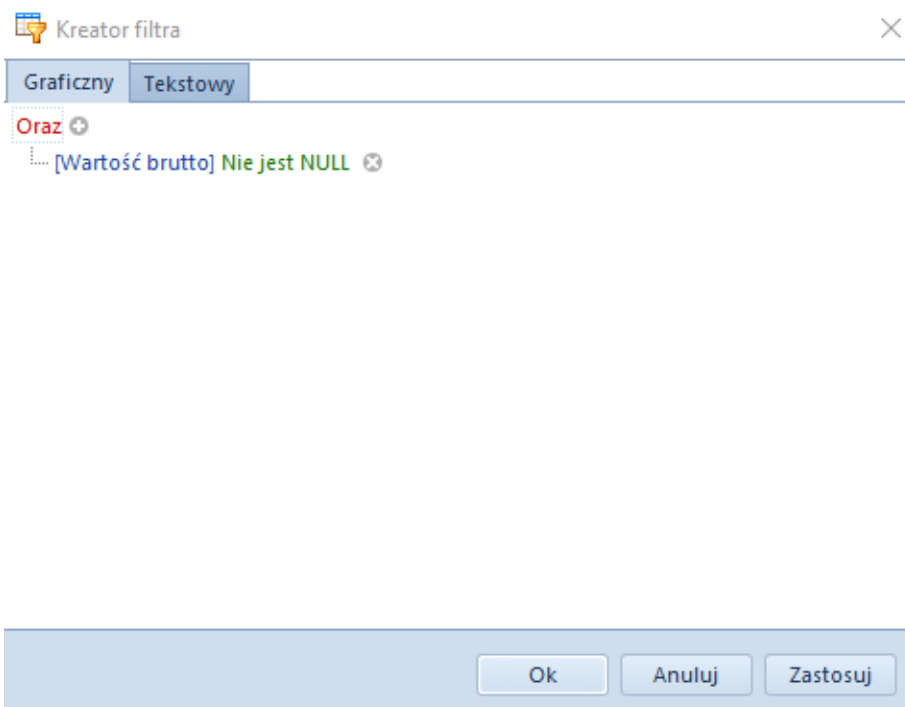 Kreator filtra
Graficzny Tekstowy
Oraz
[Wartość brutto] Nie jest NULL
Ok Anuluj Zastosuj